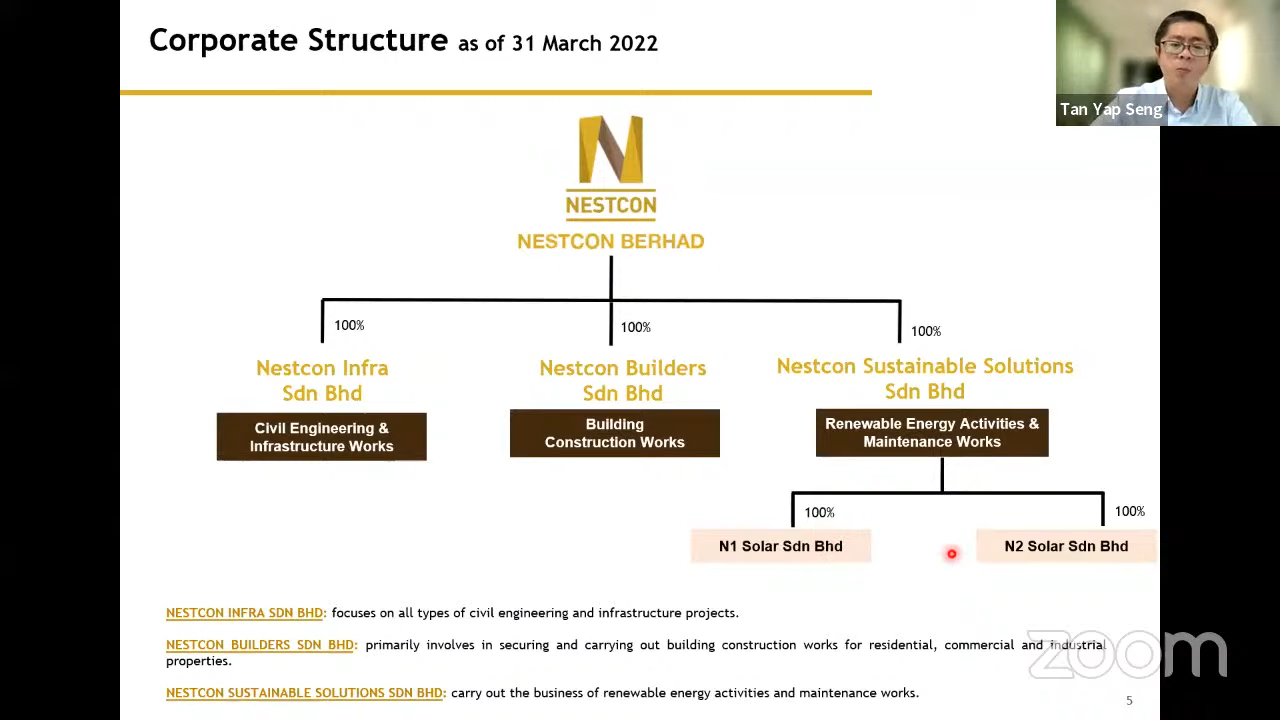 Corporate Structure as of 31 March 2022
Tan Yap Seng
NESTCON
NESTCON BERHAD
100%
100%
100%
Nestcon Infra
Sdn Bhd
Civil Engineering &
Infrastructure Works
Nestcon Builders
Sdn Bhd
Building
Construction Works
Nestcon Sustainable Solutions
Sdn Bhd
Renewable Energy Activities &
Maintenance Works
100%
100%
N1 Solar Sdn Bhd
N2 Solar Sdn Bhd
NESTCON INFRA SDN BHD: focuses on all types of civil engineering and infrastructure projects.
NESTCON BUILDERS SDN BHD: primarily involves in securing and carrying out building construction works for residential, commercial and industrial
properties.
NESTCON SUSTAINABLE SOLUTIONS SDN BHD: carry out the business of renewable energy activities and maintenance works.
zoom
5